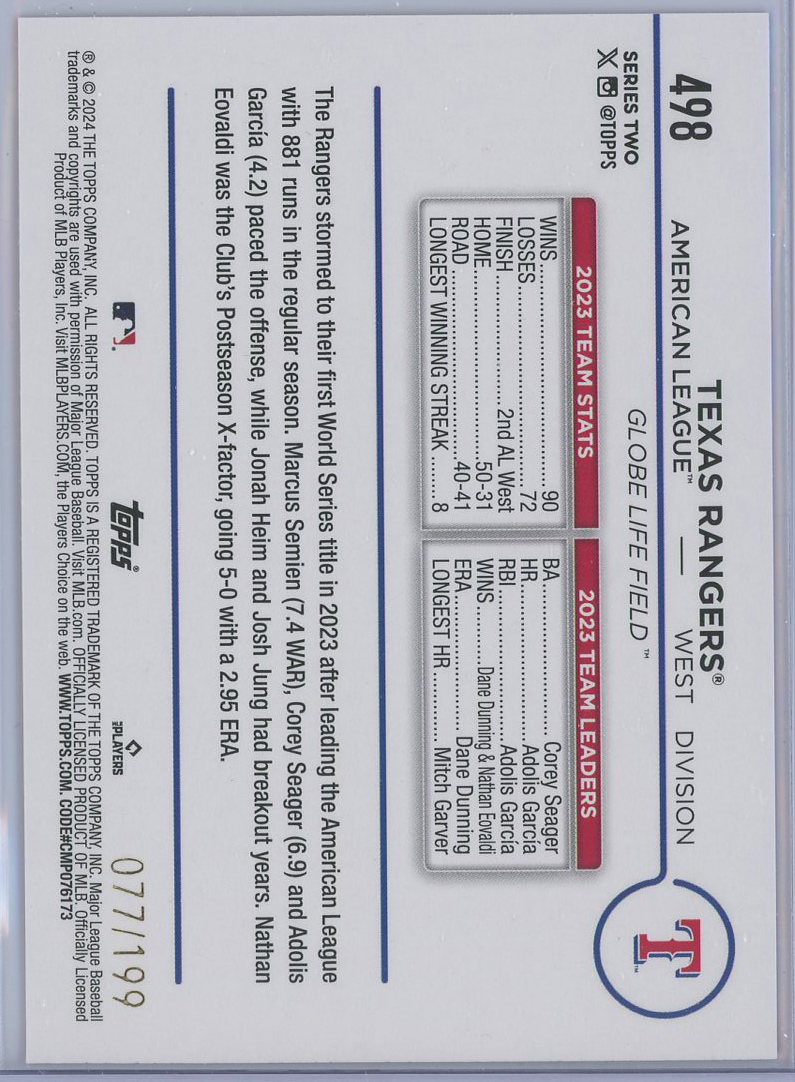 498
TEXAS RANGERS®
AMERICAN LEAGUE™ — WEST DIVISION
SERIES TWO
@TOPPS
GLOBE LIFE FIELD™
2023 TEAM STATS
WINS 90
LOSSES 72
FINISH 2nd AL West
HOME 50-31
ROAD 40-41
LONGEST WINNING STREAK 8
2023 TEAM LEADERS
BA Corey Seager
HR Adolis García
RBI Adolis García
WINS Dane Dunning & Nathan Eovaldi
ERA Dane Dunning
LONGEST HR Mitch Garver
The Rangers stormed to their first World Series title in 2023 after leading the American League
with 881 runs in the regular season. Marcus Semien (7.4 WAR), Corey Seager (6.9) and Adolis
García (4.2) paced the offense, while Jonah Heim and Josh Jung had breakout years. Nathan
Eovaldi was the Club's Postseason X-factor, going 5-0 with a 2.95 ERA.
topps®
MLB PLAYERS
077/199
® & © 2024 THE TOPPS COMPANY, INC. ALL RIGHTS RESERVED. TOPPS IS A REGISTERED TRADEMARK OF THE TOPPS COMPANY, INC. Major League Baseball
trademarks and copyrights are used with permission of Major League Baseball. Visit MLB.com. OFFICIALLY LICENSED PRODUCT OF MLB. Officially Licensed
Product of MLB Players, Inc. Visit MLBPLAYERS.COM, the Players Choice on the web. WWW.TOPPS.COM. CODE#CMP076173